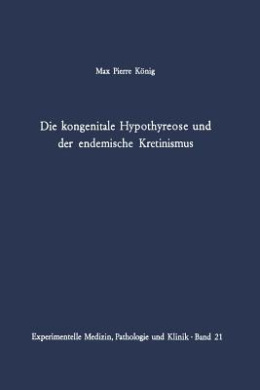 Max Pierre König
Die kongenitale Hypothyreose und
der endemische Kretinismus
Experimentelle Medizin, Pathologie und Klinik · Band 21